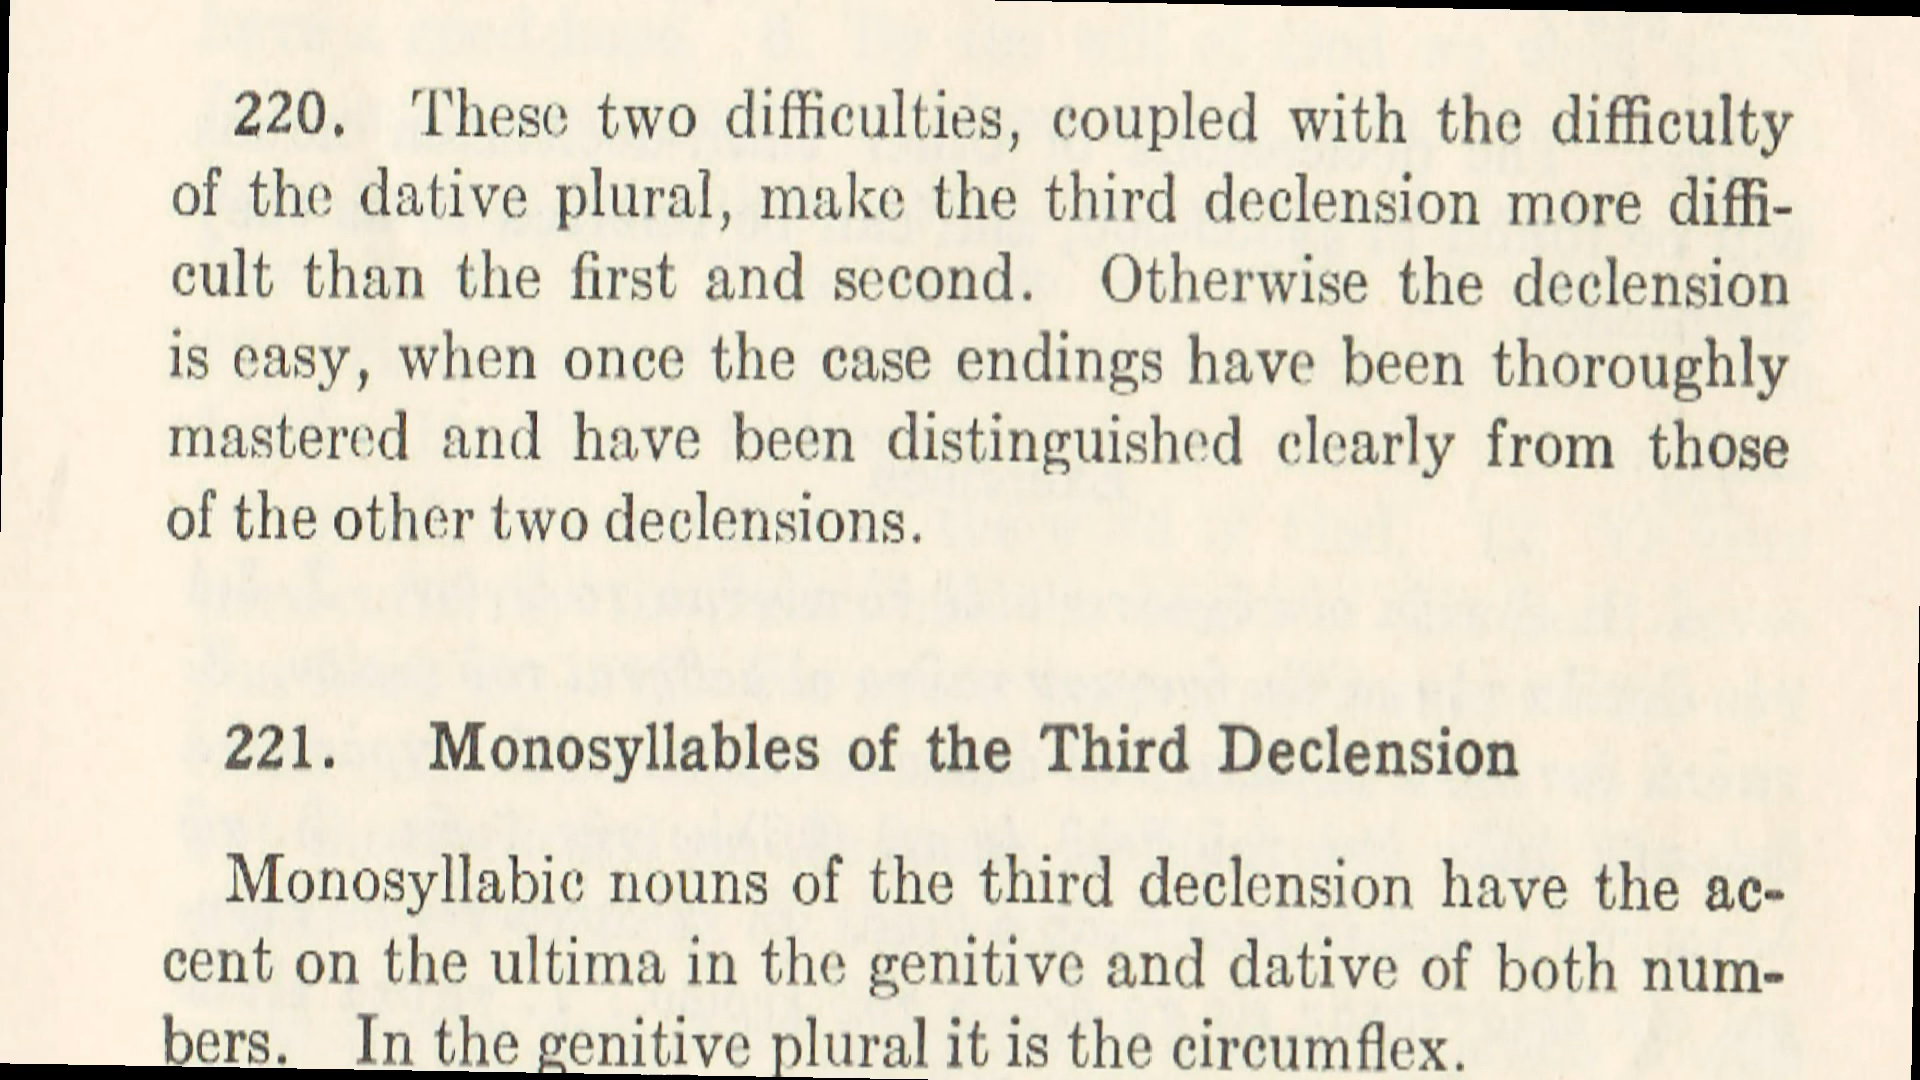 220. These two difficulties, coupled with the difficulty
of the dative plural, make the third declension more diffi-
cult than the first and second. Otherwise the declension
is easy, when once the case endings have been thoroughly
mastered and have been distinguished clearly from those
of the other two declensions.
221. Monosyllables of the Third Declension
Monosyllabic nouns of the third declension have the ac-
cent on the ultima in the genitive and dative of both num-
bers. In the genitive plural it is the circumflex.